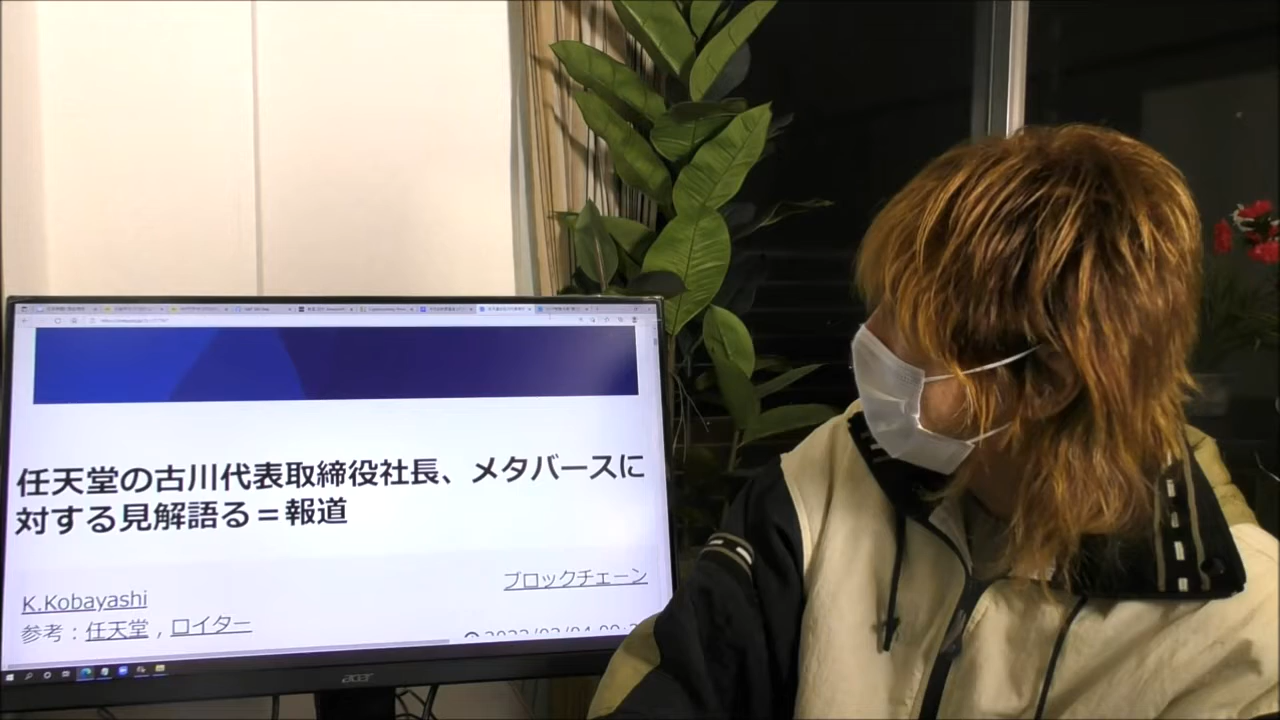 任天堂の古川代表取締役社長、メタバースに
対する見解語る＝報道
ブロックチェーン
K.Kobayashi
参考：任天堂 , ロイター
acer